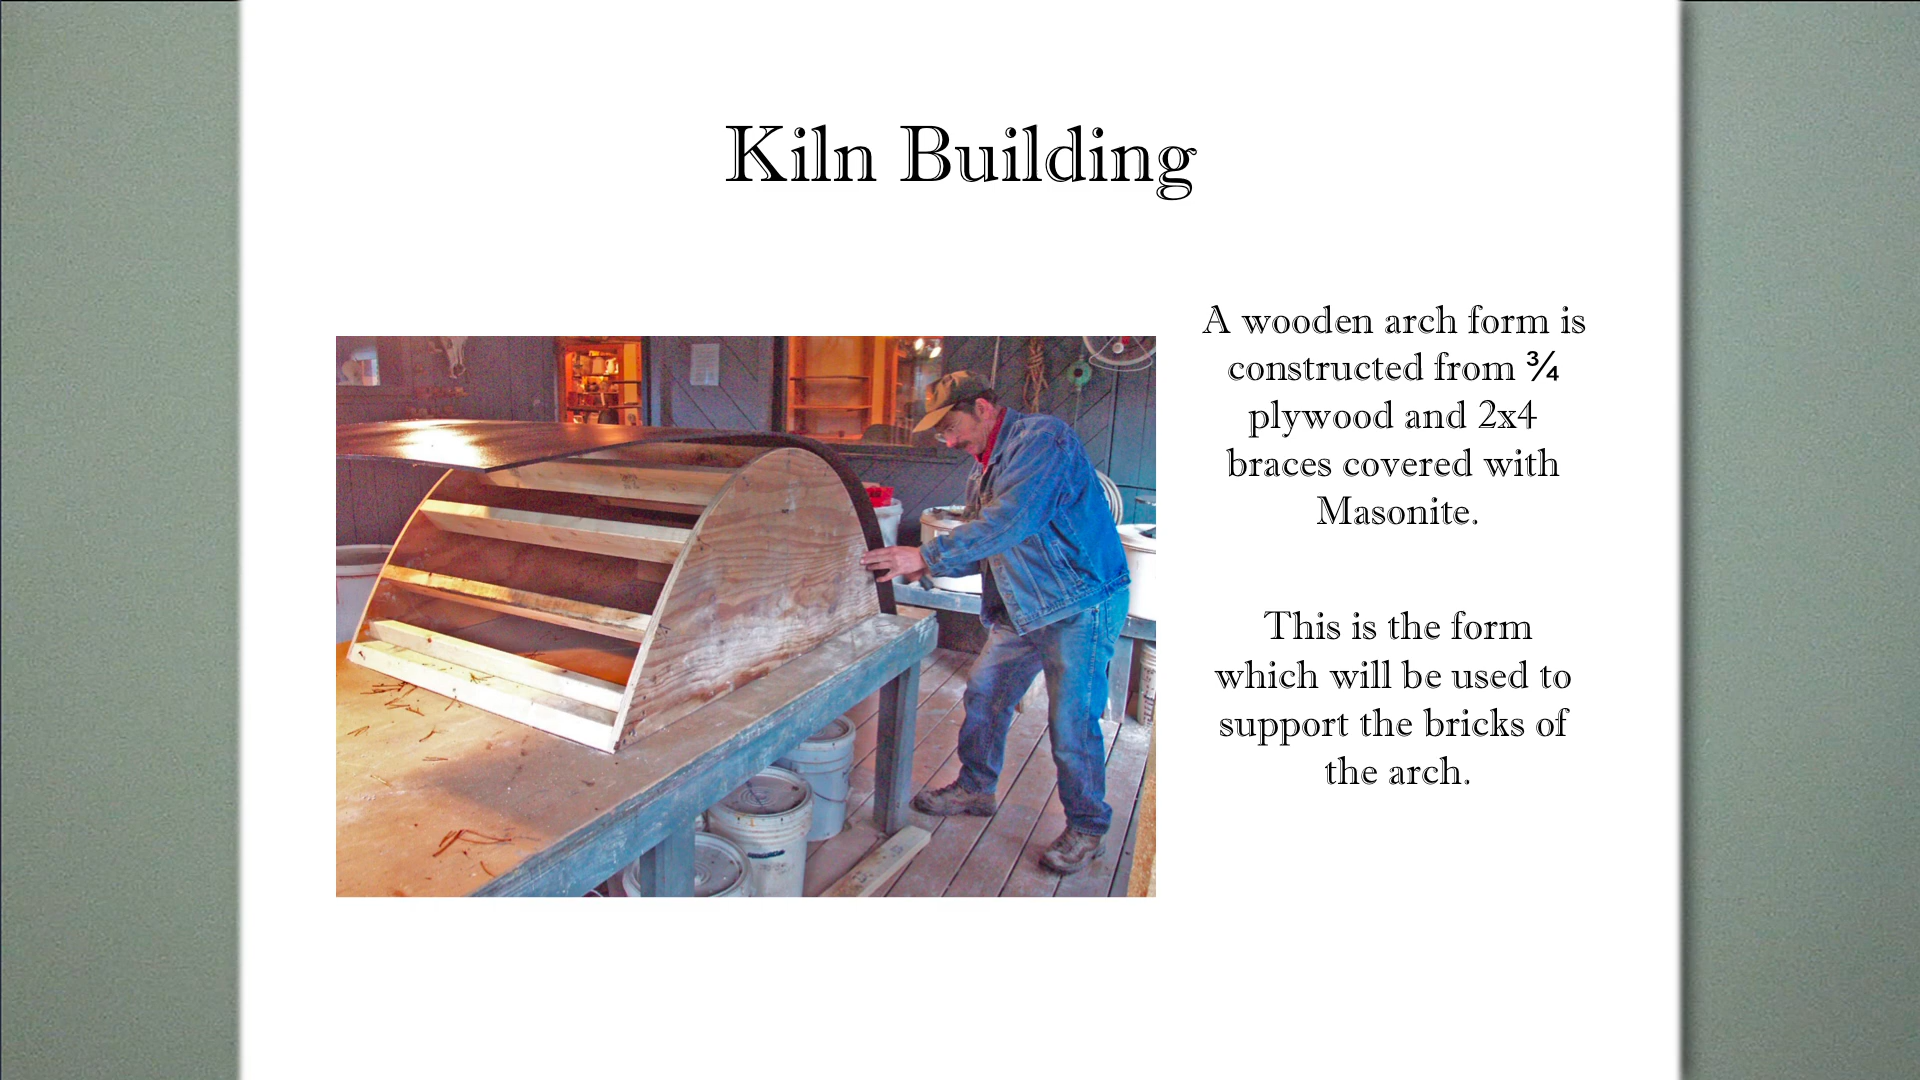 Kiln Building
A wooden arch form is
constructed from ¾
plywood and 2x4
braces covered with
Masonite.
This is the form
which will be used to
support the bricks of
the arch.